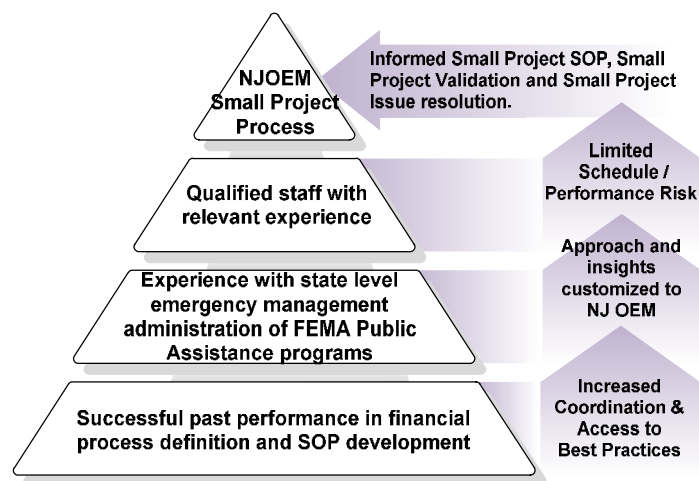 NJOEM
Small Project
Process
Informed Small Project SOP, Small
Project Validation and Small Project
Issue resolution.
Qualified staff with
relevant experience
Limited
Schedule /
Performance Risk
Experience with state level
emergency management
administration of FEMA Public
Assistance programs
Approach and
insights
customized to
NJ OEM
Successful past performance in financial
process definition and SOP development
Increased
Coordination &
Access to
Best Practices